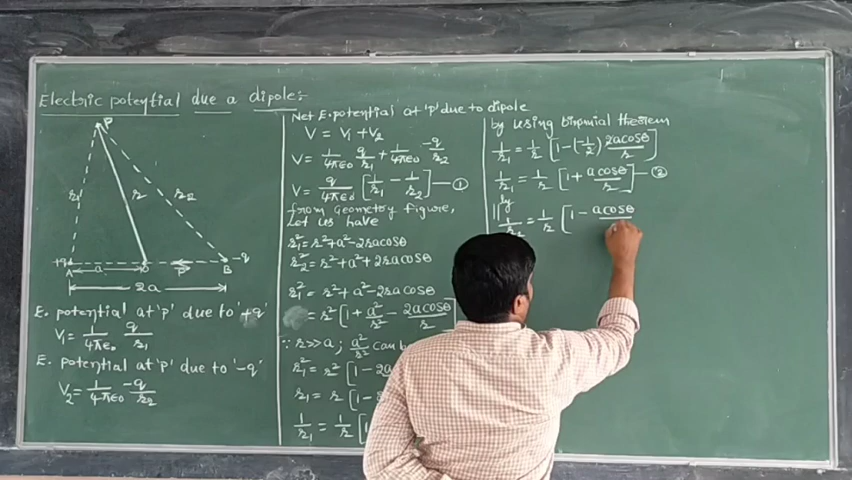 Electric potential due a dipole:-
P
r₁ r r₂
+q -q
A a O P B
2a
E. potential at 'p' due to '+q'
V₁ = 1/4πε₀ q/r₁
E. potential at 'p' due to '-q'
V₂ = 1/4πε₀ -q/r₂
Net E. potential at 'p' due to dipole
V = V₁ + V₂
V = 1/4πε₀ q/r₁ + 1/4πε₀ -q/r₂
V = q/4πε₀ [1/r₁ - 1/r₂] — ①
from Geometry figure,
Let us have
r₁² = r² + a² - 2racosθ
r₂² = r² + a² + 2racosθ
r₁² = r² + a² - 2racosθ
= r² [1 + a²/r² - 2acosθ/r]
∵ r>>a ; a²/r² can b
r₁² = r² [1 - 2a
r₁ = r [1 -
1/r₁ = 1/r [
by using binomial theorem
1/r₁ = 1/r [1 - (-1/2) 2acosθ/r]
1/r₁ = 1/r [1 + acosθ/r] — ②
|||ly
1/r₂ = 1/r [1 - acosθ